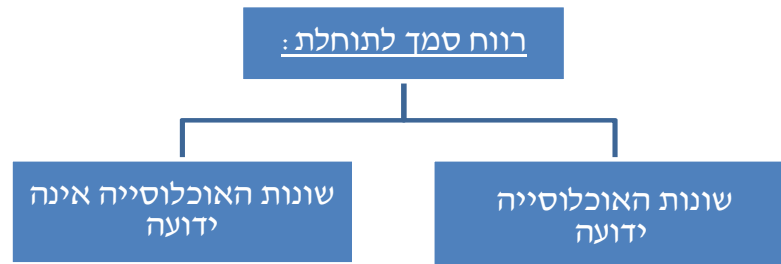 רווח סמך לתוחלת:
שונות האוכלוסייה
ידועה
שונות האוכלוסייה אינה
ידועה